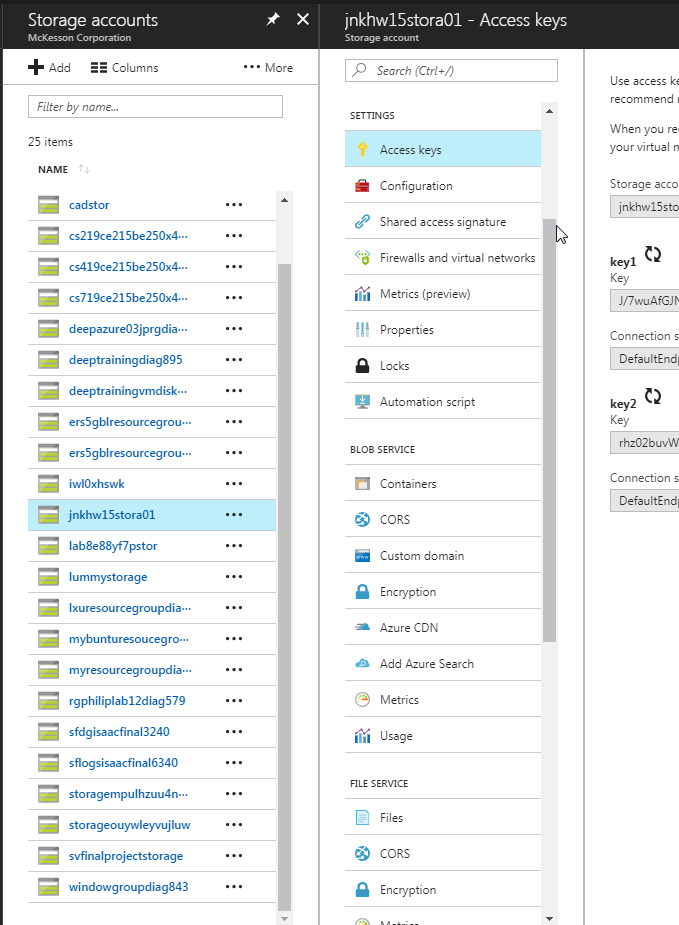 Storage accounts
McKesson Corporation
Add
Columns
More
Filter by name...
25 items
NAME
cadstor
cs219ce215be250x4···
cs419ce215be250x4···
cs719ce215be250x4···
deepazure03jprgdia···
deeptrainingdiag895
deeptrainingvmdisk···
ers5gblresourcegrou···
ers5gblresourcegrou···
iwl0xhswk
jnkhw15stora01
lab8e88yf7pstor
lummystorage
lxuresourcegroupdia···
mybunturesoucegro···
myresourcegroupdia···
rgphiliplab12diag579
sfdgisaacfinal3240
sflogsisaacfinal6340
storagempulhzuu4n···
storageouywleyvujluw
svfinalprojectstorage
windowgroupdiag843
jnkhw15stora01 - Access keys
Storage account
Search (Ctrl+/)
SETTINGS
Access keys
Configuration
Shared access signature
Firewalls and virtual networks
Metrics (preview)
Properties
Locks
Automation script
BLOB SERVICE
Containers
CORS
Custom domain
Encryption
Azure CDN
Add Azure Search
Metrics
Usage
FILE SERVICE
Files
CORS
Encryption
Metrics
Use access ke
recommend
When you re
your virtual m
Storage acco
jnkhw15sto
key1
Key
J/7wuAfGJN
Connection s
DefaultEndp
key2
Key
rhz02buvW
Connection s
DefaultEndp